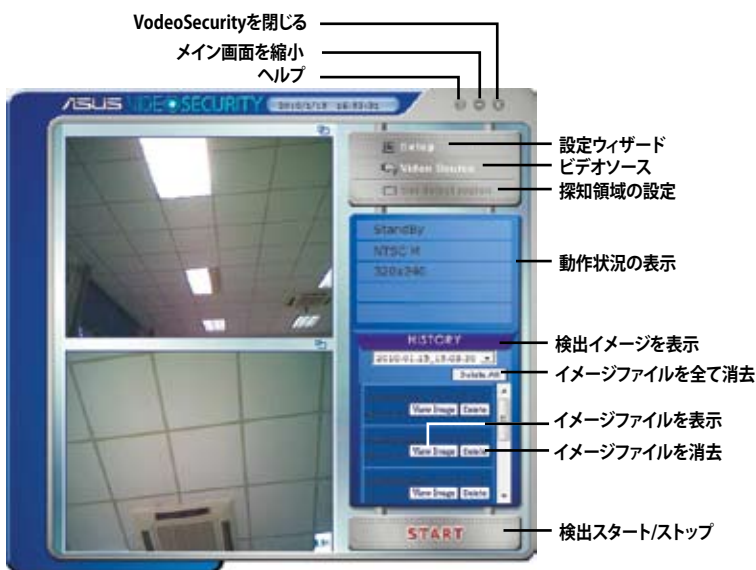 VodeoSecurityを閉じる
メイン画面を縮小
ヘルプ
ASUS VIDEO SECURITY
Setup
設定ウィザード
Video Source
ビデオソース
探知領域の設定
StandBy
NTSC M
320x240
動作状況の表示
HISTORY
検出イメージを表示
Delete All
イメージファイルを全て消去
View Image Delete
イメージファイルを表示
View Image Delete
イメージファイルを消去
View Image Delete
START
検出スタート/ストップ